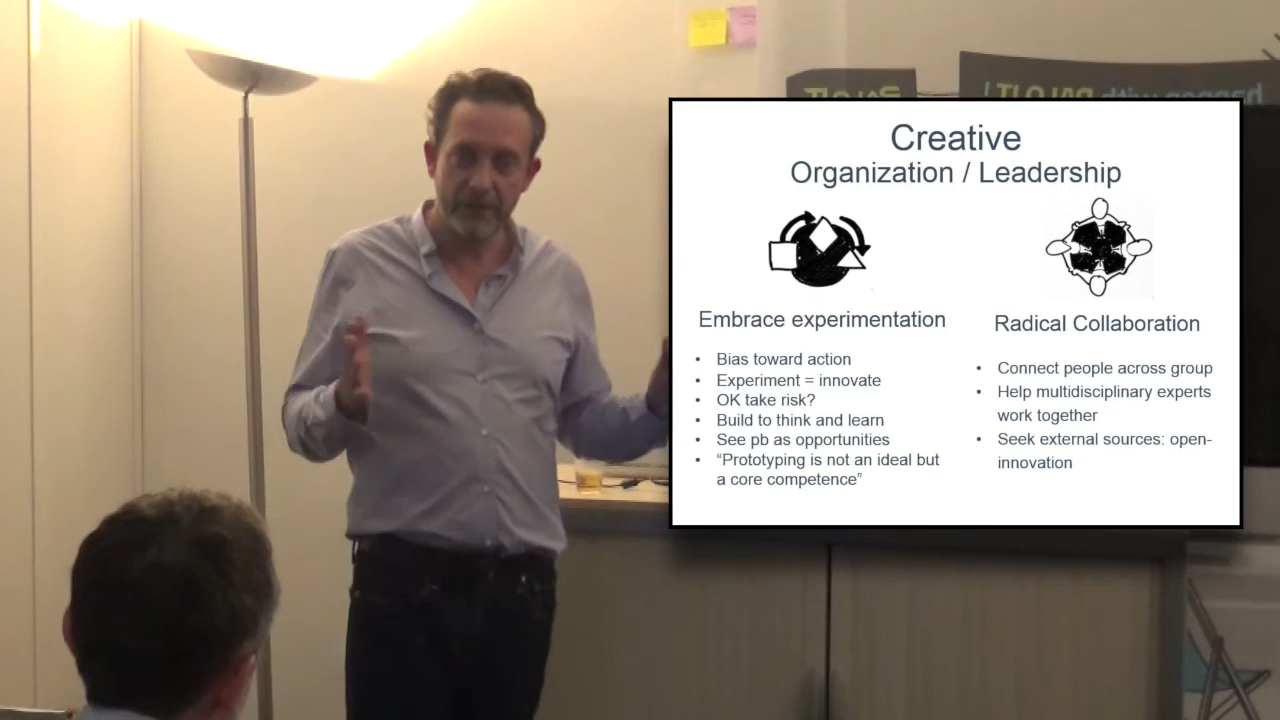 Creative
Organization / Leadership
Embrace experimentation
• Bias toward action
• Experiment = innovate
• OK take risk?
• Build to think and learn
• See pb as opportunities
• “Prototyping is not an ideal but
a core competence”
Radical Collaboration
• Connect people across group
• Help multidisciplinary experts
work together
• Seek external sources: open-
innovation